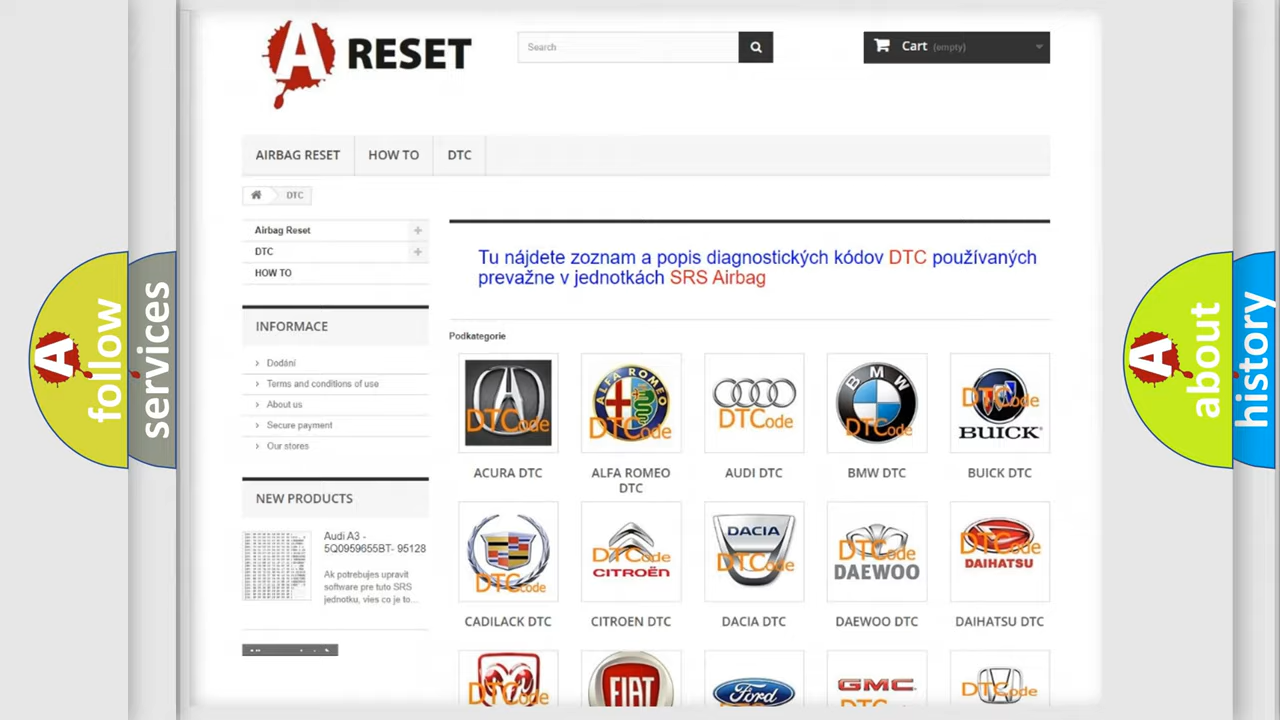 A RESET
Search
Cart (empty)
AIRBAG RESET HOW TO DTC
DTC
Airbag Reset
DTC
HOW TO
INFORMACE
Dodání
Terms and conditions of use
About us
Secure payment
Our stores
NEW PRODUCTS
Audi A3 -
5Q0959655BT- 95128
Ak potrebujes upravit
software pre tuto SRS
jednotku, vies co je to...
Tu nájdete zoznam a popis diagnostických kódov DTC používaných
prevažne v jednotkách SRS Airbag
Podkategorie
DTCode
ALFA ROMEO
DTCode
DTCode
BMW
DTCode
DTCode
BUICK
ACURA DTC
ALFA ROMEO
DTC
AUDI DTC
BMW DTC
BUICK DTC
DTCode
DTCode
CITROËN
DACIA
DTCode
DTCode
DAEWOO
DTCode
DAIHATSU
CADILACK DTC
CITROEN DTC
DACIA DTC
DAEWOO DTC
DAIHATSU DTC
DTCode
FIAT
Ford
GMC
DTCode
A follow
services
A about
history